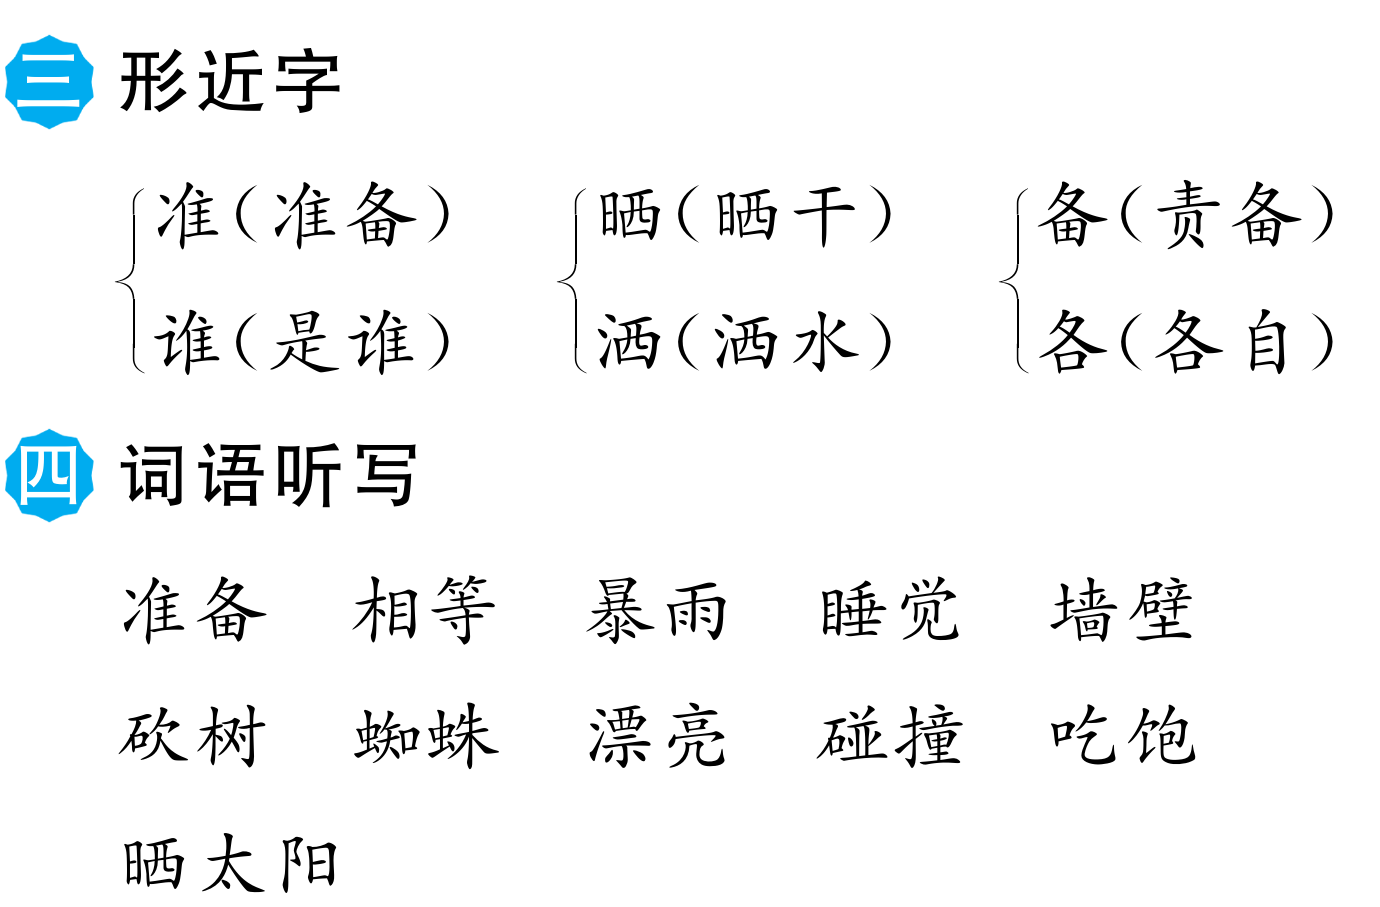 三 形近字
准(准备) 晒(晒干) 备(责备)
谁(是谁) 洒(洒水) 各(各自)
四 词语听写
准备 相等 暴雨 睡觉 墙壁
砍树 蜘蛛 漂亮 碰撞 吃饱
晒太阳